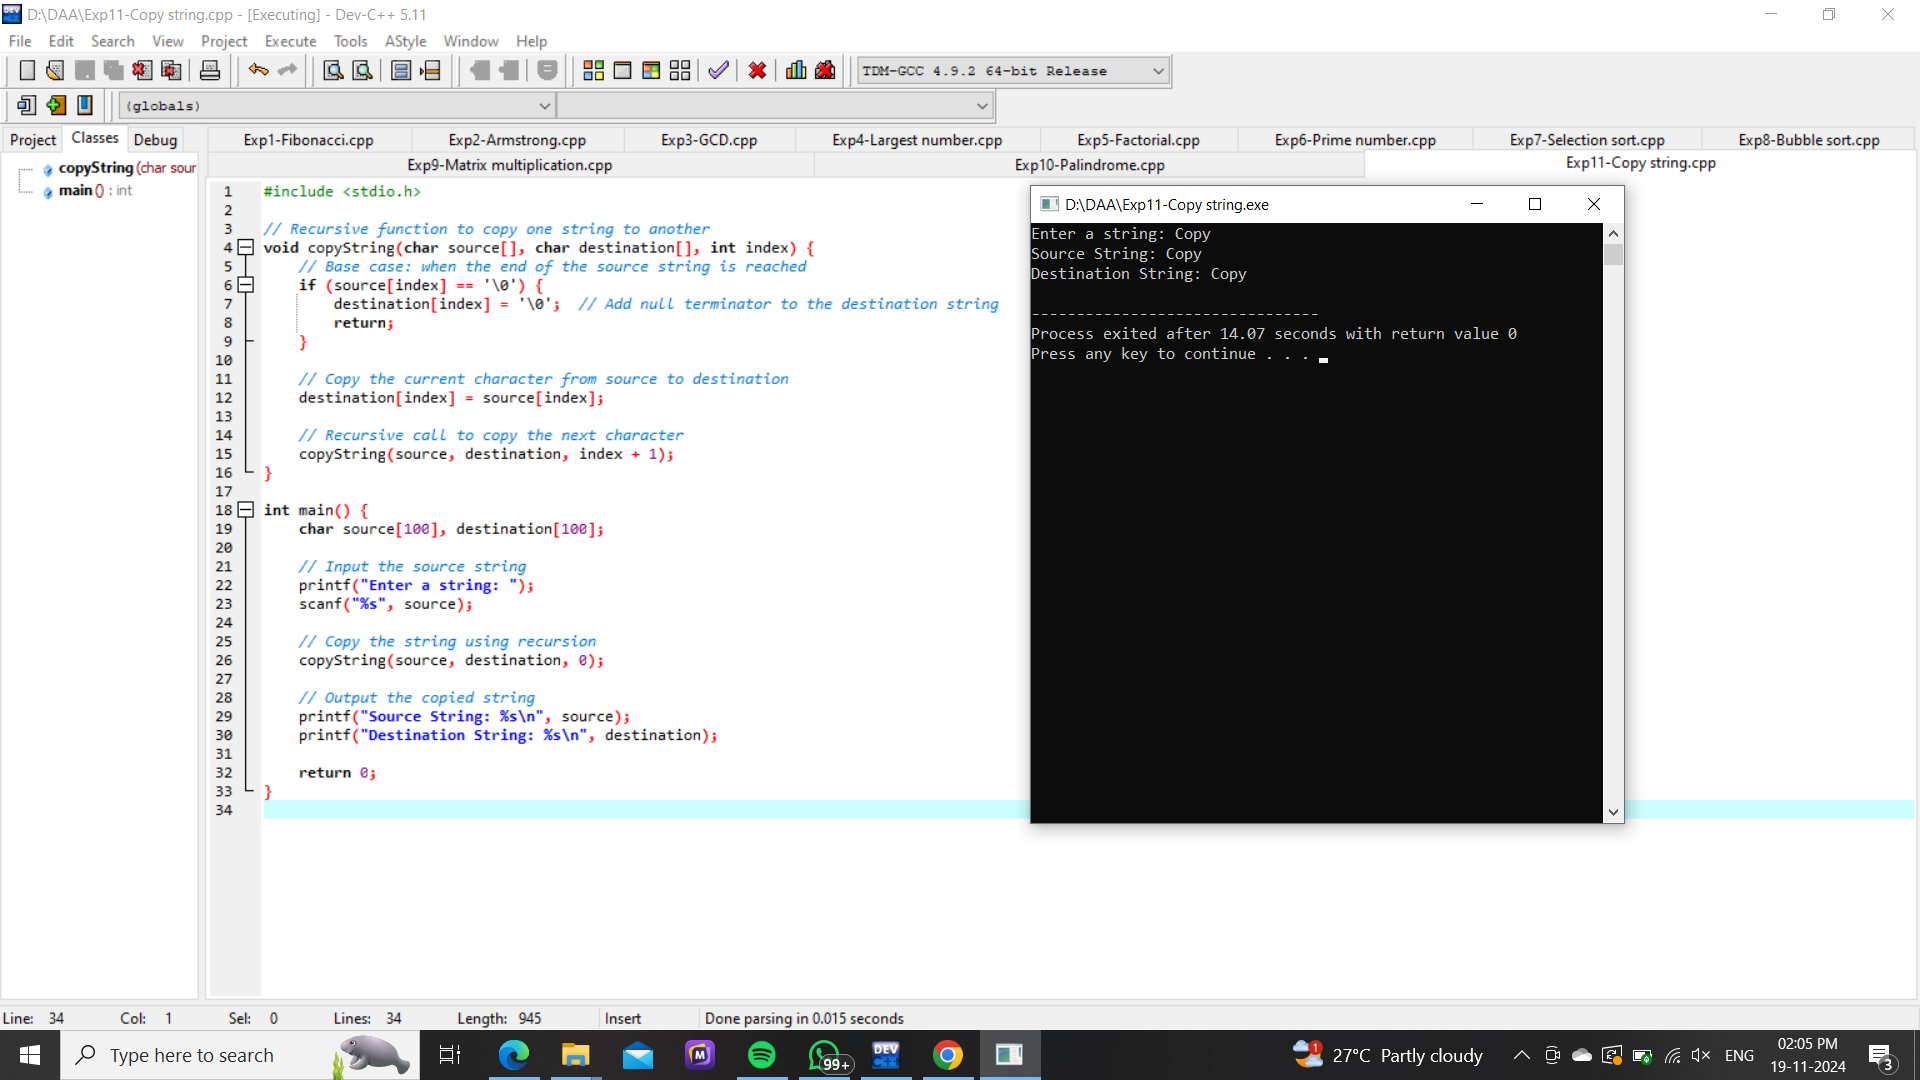 D:\DAA\Exp11-Copy string.cpp - [Executing] - Dev-C++ 5.11
File Edit Search View Project Execute Tools AStyle Window Help
TDM-GCC 4.9.2 64-bit Release
(globals)
Project Classes Debug
Exp1-Fibonacci.cpp Exp2-Armstrong.cpp Exp3-GCD.cpp Exp4-Largest number.cpp Exp5-Factorial.cpp Exp6-Prime number.cpp Exp7-Selection sort.cpp Exp8-Bubble sort.cpp
Exp9-Matrix multiplication.cpp Exp10-Palindrome.cpp Exp11-Copy string.cpp
copyString (char sour
main () : int
1 #include <stdio.h>
2
3 // Recursive function to copy one string to another
4 void copyString(char source[], char destination[], int index) {
5     // Base case: when the end of the source string is reached
6     if (source[index] == '\0') {
7         destination[index] = '\0';  // Add null terminator to the destination string
8         return;
9     }
10
11     // Copy the current character from source to destination
12     destination[index] = source[index];
13
14     // Recursive call to copy the next character
15     copyString(source, destination, index + 1);
16 }
17
18 int main() {
19     char source[100], destination[100];
20
21     // Input the source string
22     printf("Enter a string: ");
23     scanf("%s", source);
24
25     // Copy the string using recursion
26     copyString(source, destination, 0);
27
28     // Output the copied string
29     printf("Source String: %s\n", source);
30     printf("Destination String: %s\n", destination);
31
32     return 0;
33 }
34
D:\DAA\Exp11-Copy string.exe
Enter a string: Copy
Source String: Copy
Destination String: Copy
--------------------------------
Process exited after 14.07 seconds with return value 0
Press any key to continue . . .
Line: 34 Col: 1 Sel: 0 Lines: 34 Length: 945 Insert Done parsing in 0.015 seconds
Type here to search
99+
DEV
1
27°C Partly cloudy
ENG
02:05 PM
19-11-2024
3